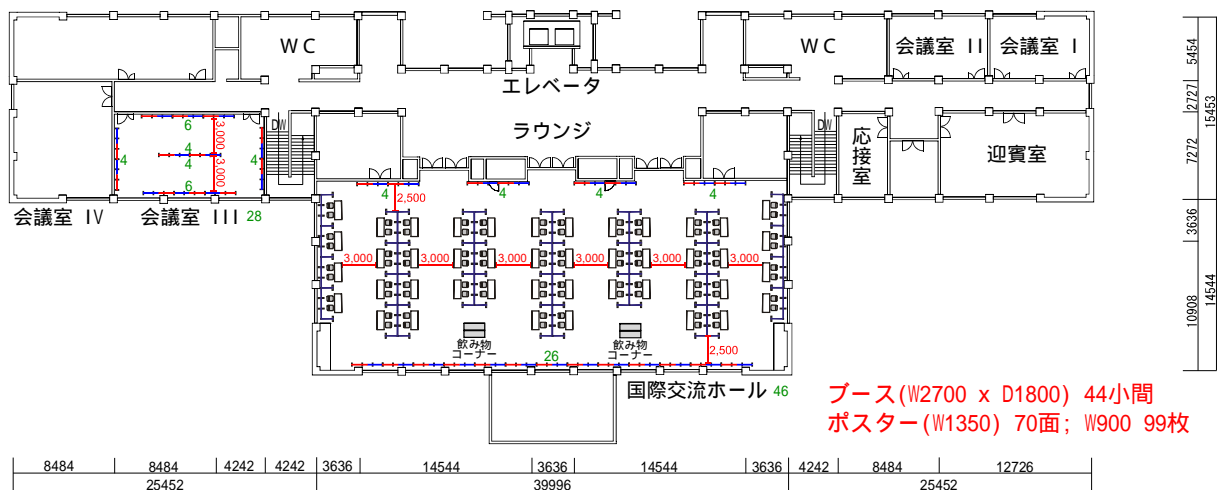 WC
エレベータ
WC
会議室 II
会議室 I
ラウンジ
DW
DW
応接室
迎賓室
6
3,000
4
4
4
4
3,000
6
会議室 IV
会議室 III 28
4
4
4
4
2,500
3,000
3,000
3,000
3,000
3,000
3,000
飲み物
コーナー
飲み物
コーナー
26
2,500
国際交流ホール 46
ブース(W2700 x D1800) 44小間
ポスター(W1350) 70面; W900 99枚
5454
2727
7272
15453
3636
10908
14544
8484
8484
4242
4242
3636
14544
3636
14544
3636
4242
8484
12726
25452
39996
25452